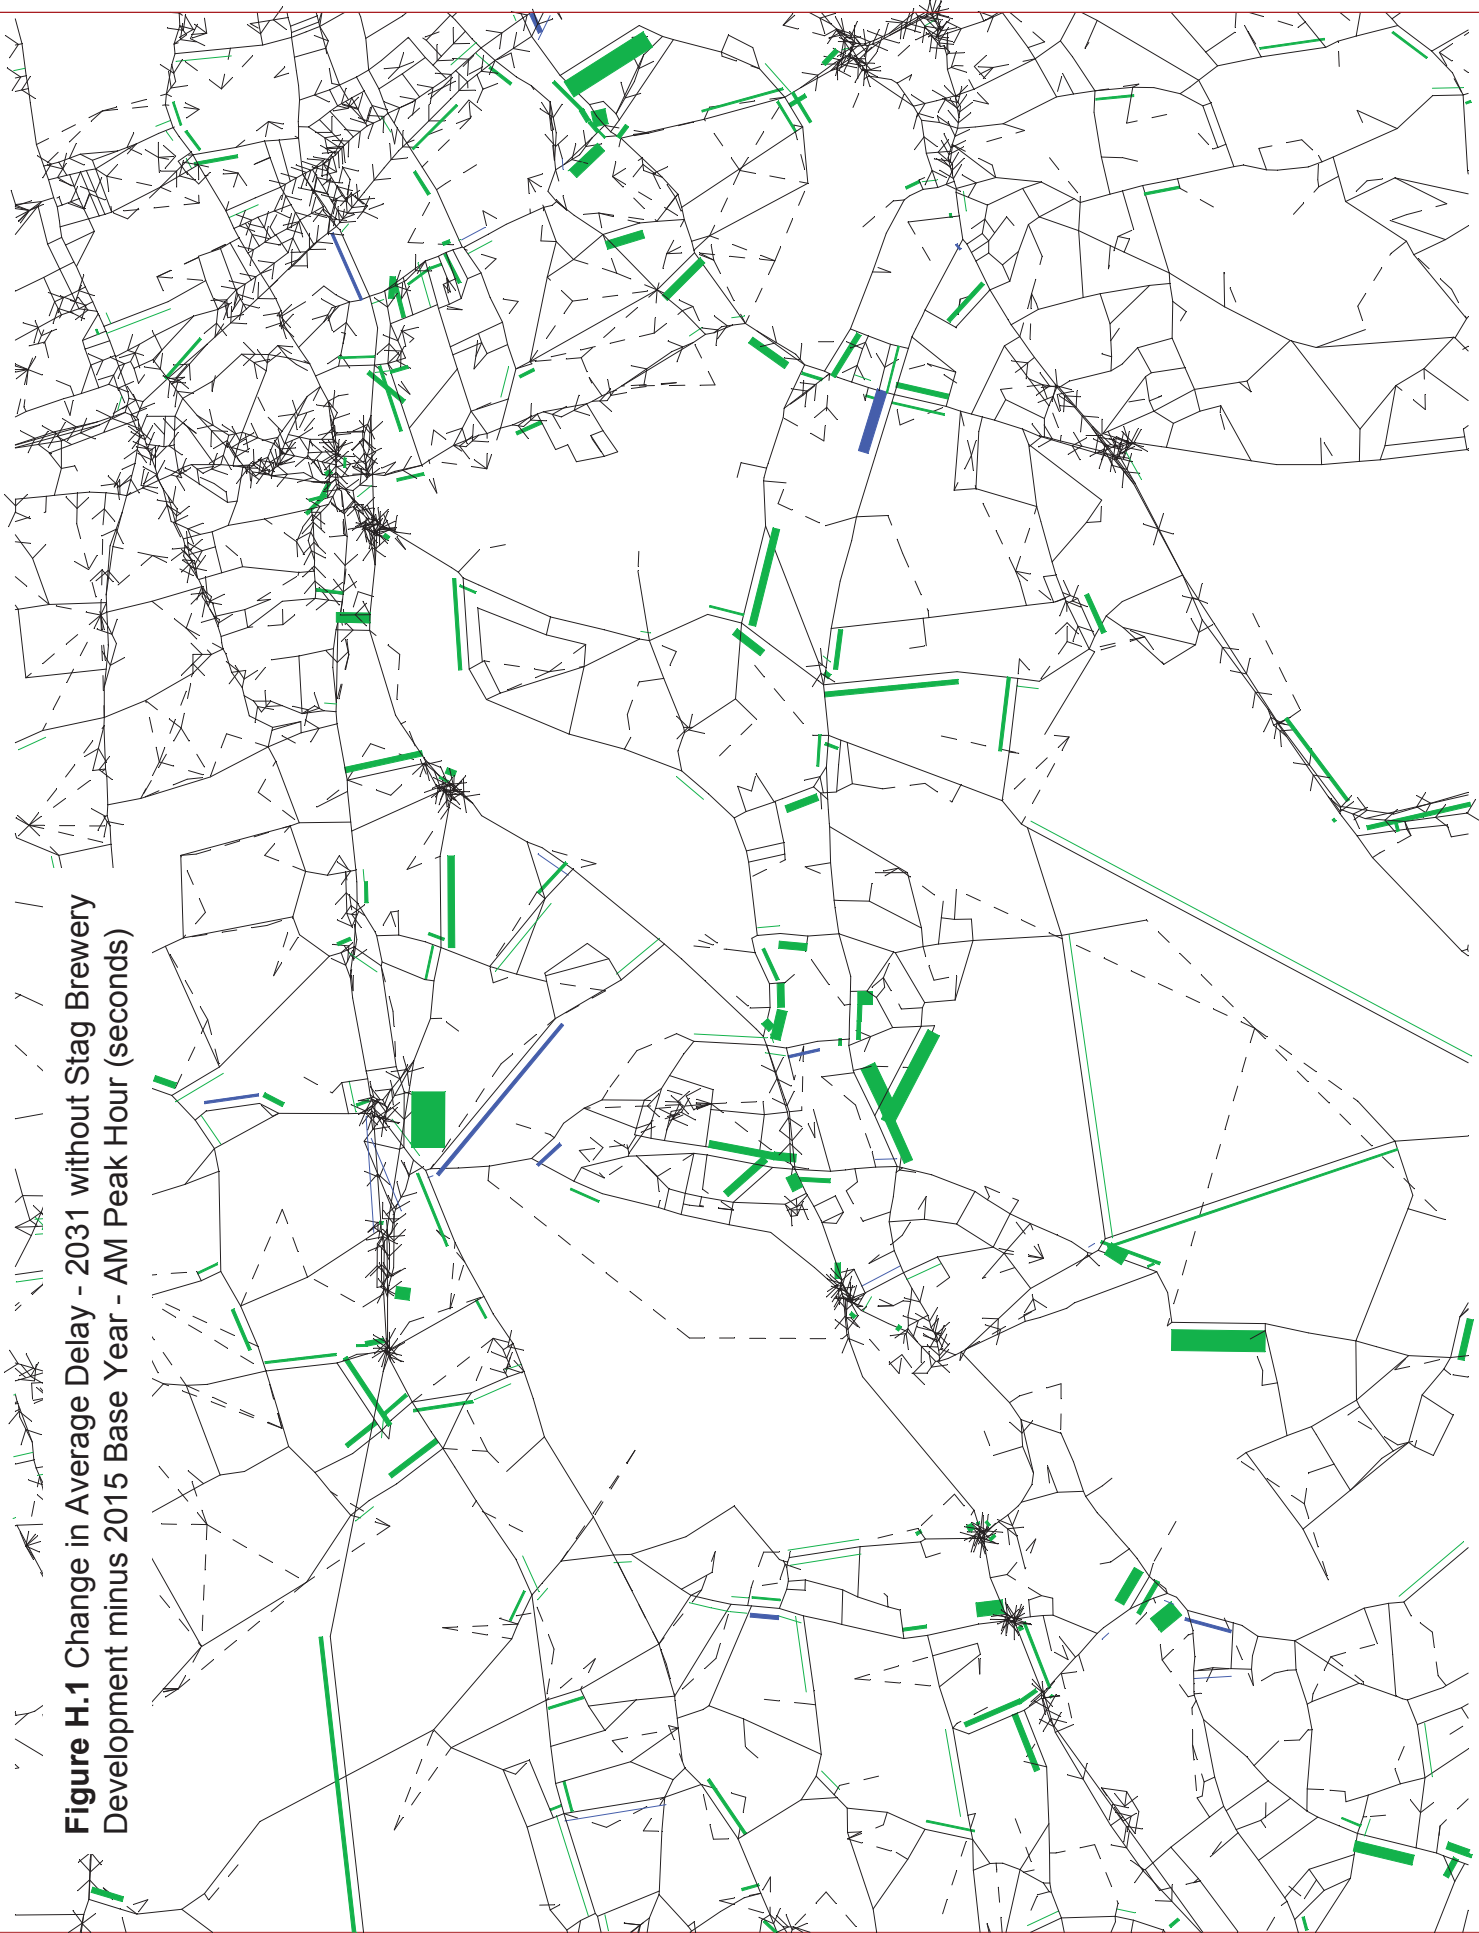 Figure H.1 Change in Average Delay - 2031 without Stag Brewery
Development minus 2015 Base Year - AM Peak Hour (seconds)